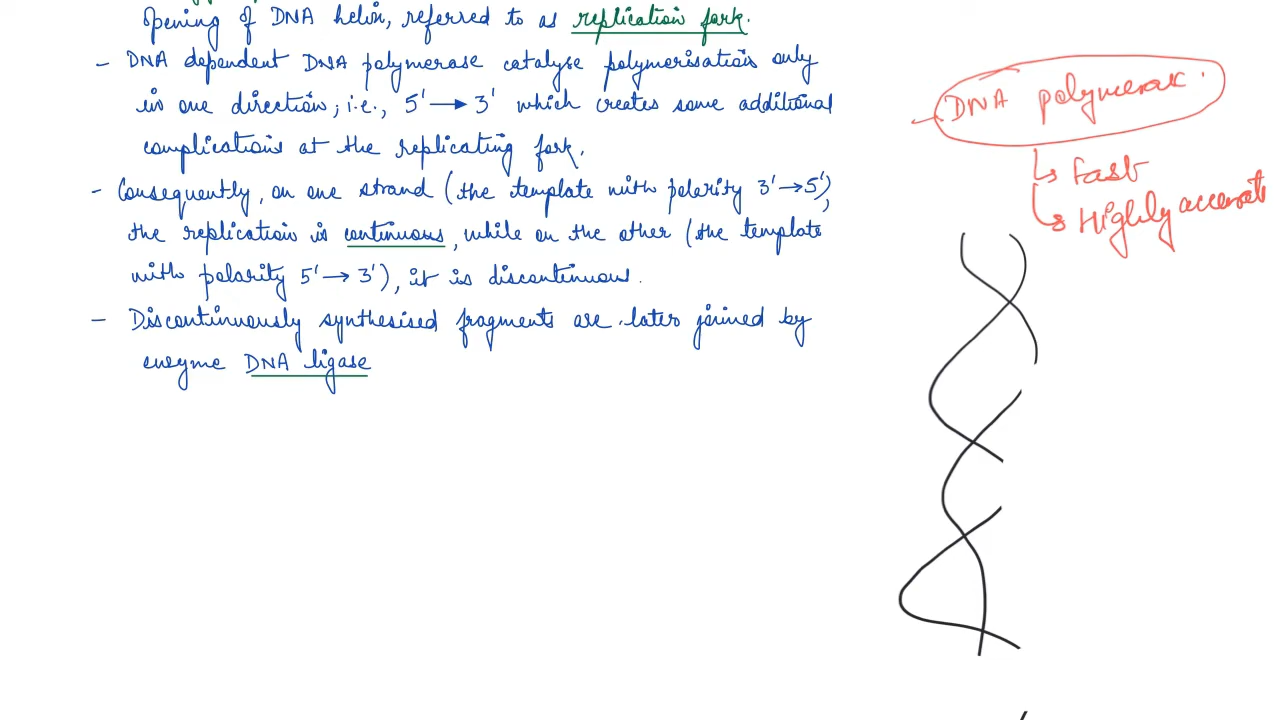 opening of DNA helix, referred to as replication fork.
- DNA dependent DNA polymerase catalyse polymerisation only
in one direction, i.e., 5' → 3' which creates some additional
complications at the replicating fork.
- Consequently, on one strand (the template with polarity 3' → 5'),
the replication is continuous, while on the other (the template
with polarity 5' → 3'), it is discontinuous.
- Discontinuously synthesised fragments are later joined by
enzyme DNA ligase
DNA polymerase
↳ Fast
↳ Highly accurate